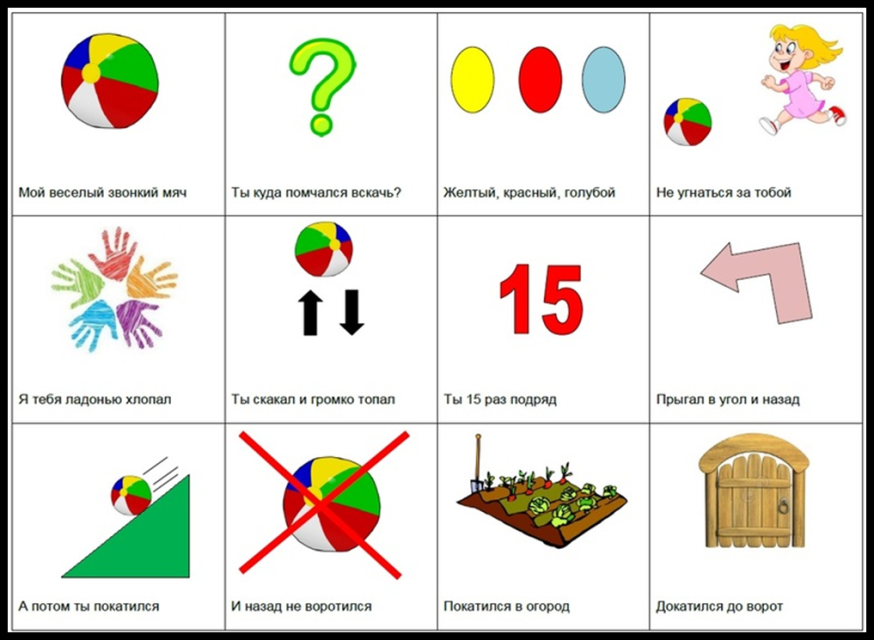 Мой веселый звонкий мяч
Ты куда помчался вскачь?
Желтый, красный, голубой
Не угнаться за тобой
15
Я тебя ладонью хлопал
Ты скакал и громко топал
Ты 15 раз подряд
Прыгал в угол и назад
А потом ты покатился
И назад не воротился
Покатился в огород
Докатился до ворот